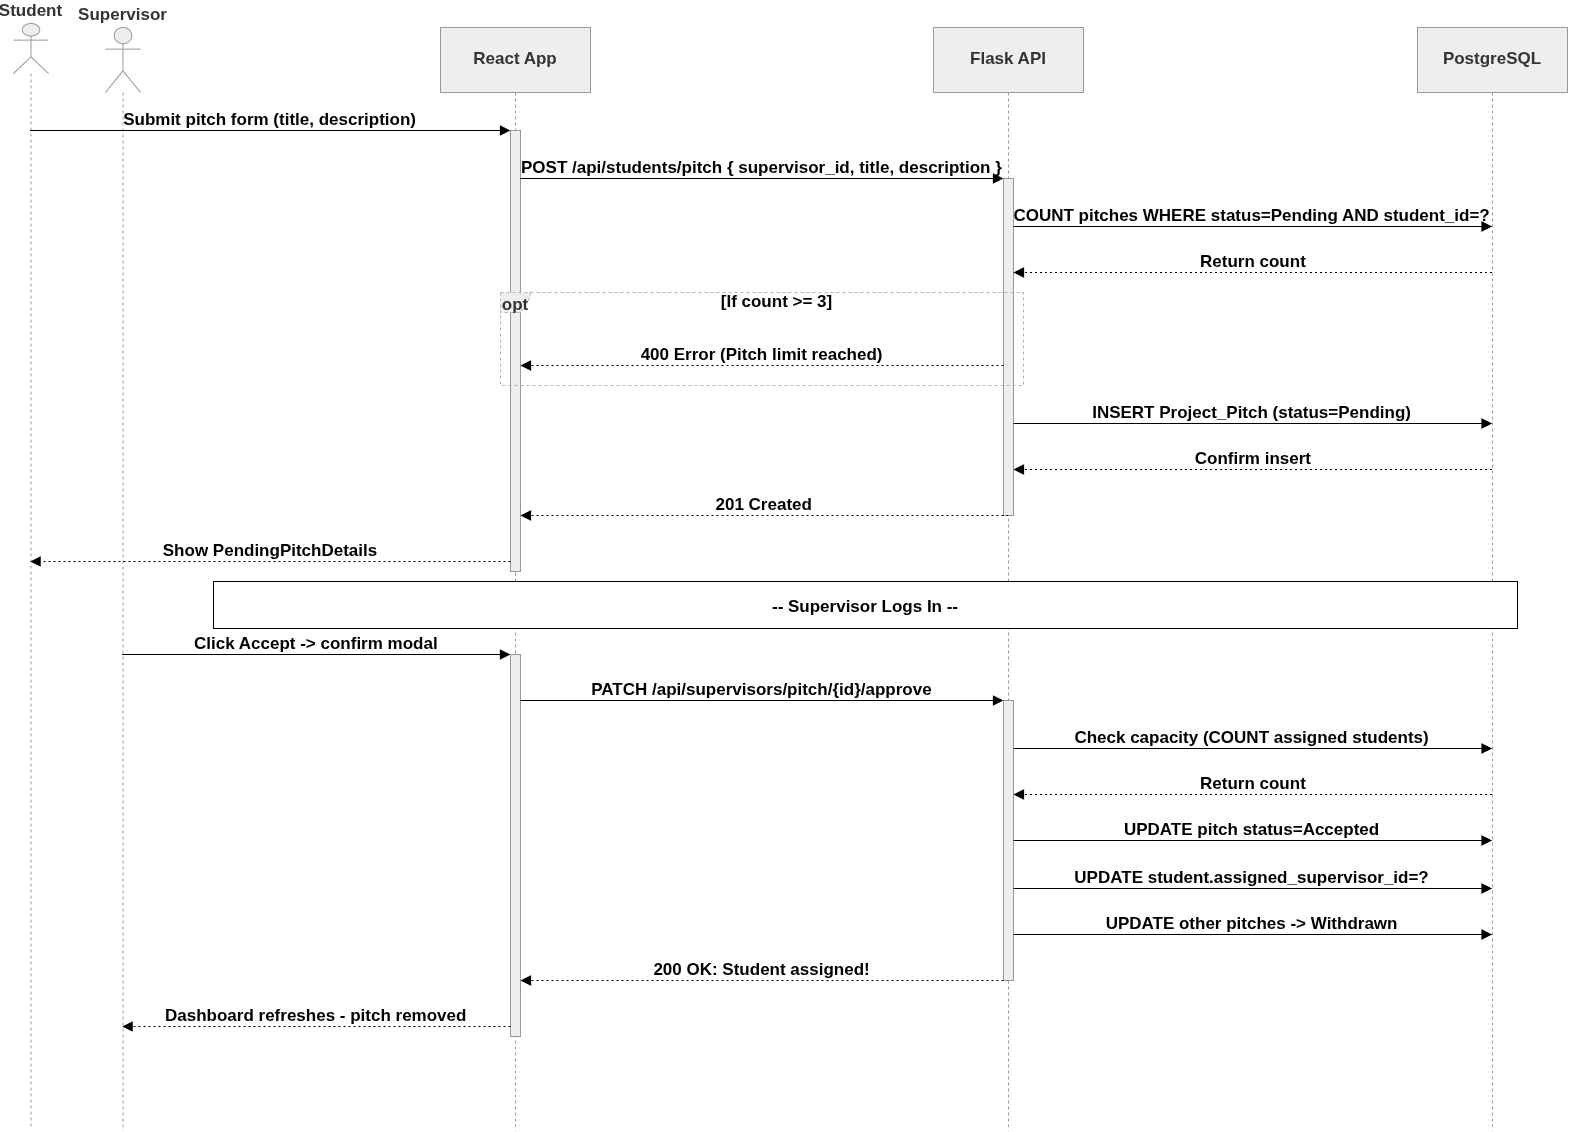 Student
Supervisor
React App
Flask API
PostgreSQL
Submit pitch form (title, description)
POST /api/students/pitch { supervisor_id, title, description }
COUNT pitches WHERE status=Pending AND student_id=?
Return count
opt
[If count >= 3]
400 Error (Pitch limit reached)
INSERT Project_Pitch (status=Pending)
Confirm insert
201 Created
Show PendingPitchDetails
-- Supervisor Logs In --
Click Accept -> confirm modal
PATCH /api/supervisors/pitch/{id}/approve
Check capacity (COUNT assigned students)
Return count
UPDATE pitch status=Accepted
UPDATE student.assigned_supervisor_id=?
UPDATE other pitches -> Withdrawn
200 OK: Student assigned!
Dashboard refreshes - pitch removed